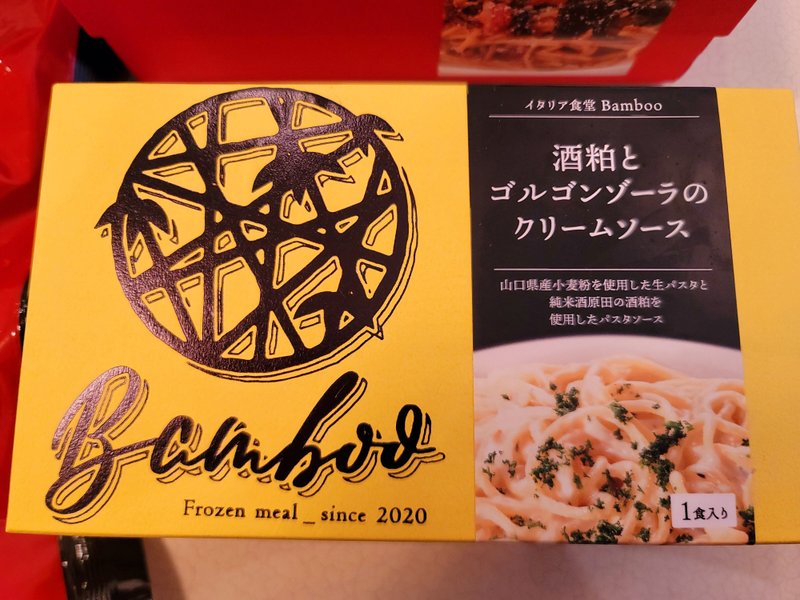 Bamboo
Frozen meal _ since 2020
イタリア食堂 Bamboo
酒粕と
ゴルゴンゾーラの
クリームソース
山口県産小麦粉を使用した生パスタと
純米酒原田の酒粕を
使用したパスタソース
1食入り